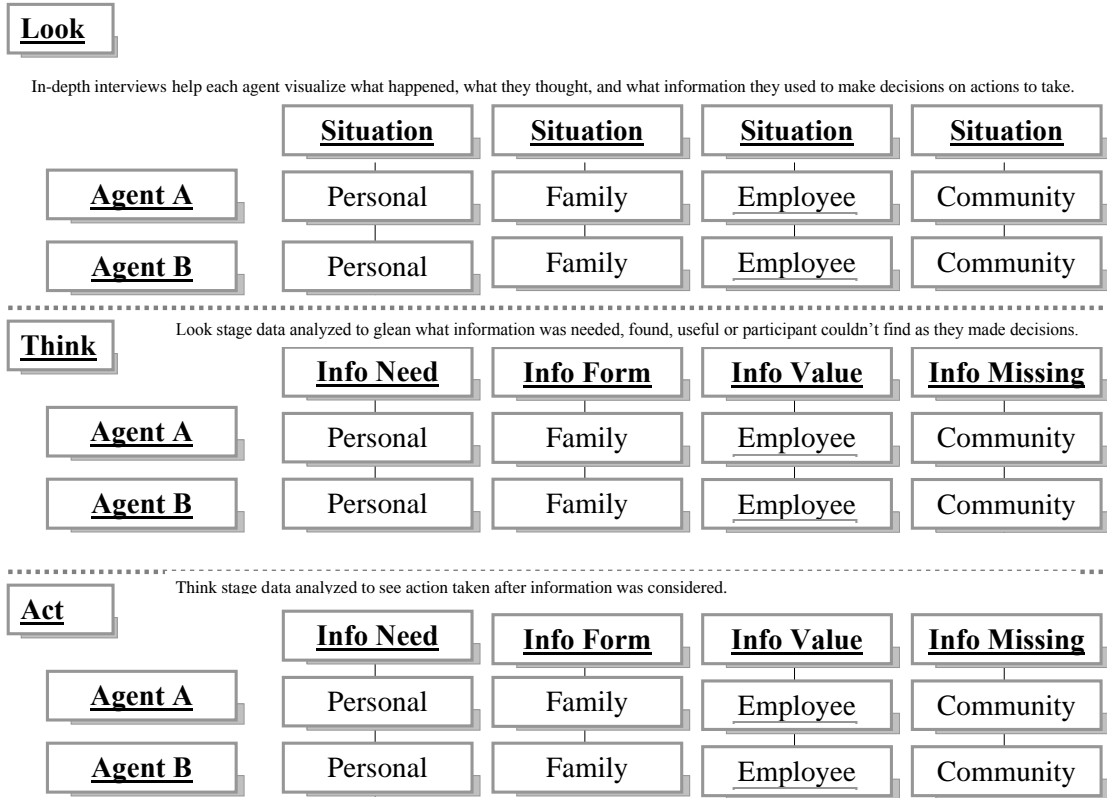 Look
In-depth interviews help each agent visualize what happened, what they thought, and what information they used to make decisions on actions to take.
Situation Situation Situation Situation
Agent A Personal Family Employee Community
Agent B Personal Family Employee Community
Think Look stage data analyzed to glean what information was needed, found, useful or participant couldn’t find as they made decisions.
Info Need Info Form Info Value Info Missing
Agent A Personal Family Employee Community
Agent B Personal Family Employee Community
Think stage data analyzed to see action taken after information was considered.
Act
Info Need Info Form Info Value Info Missing
Agent A Personal Family Employee Community
Agent B Personal Family Employee Community